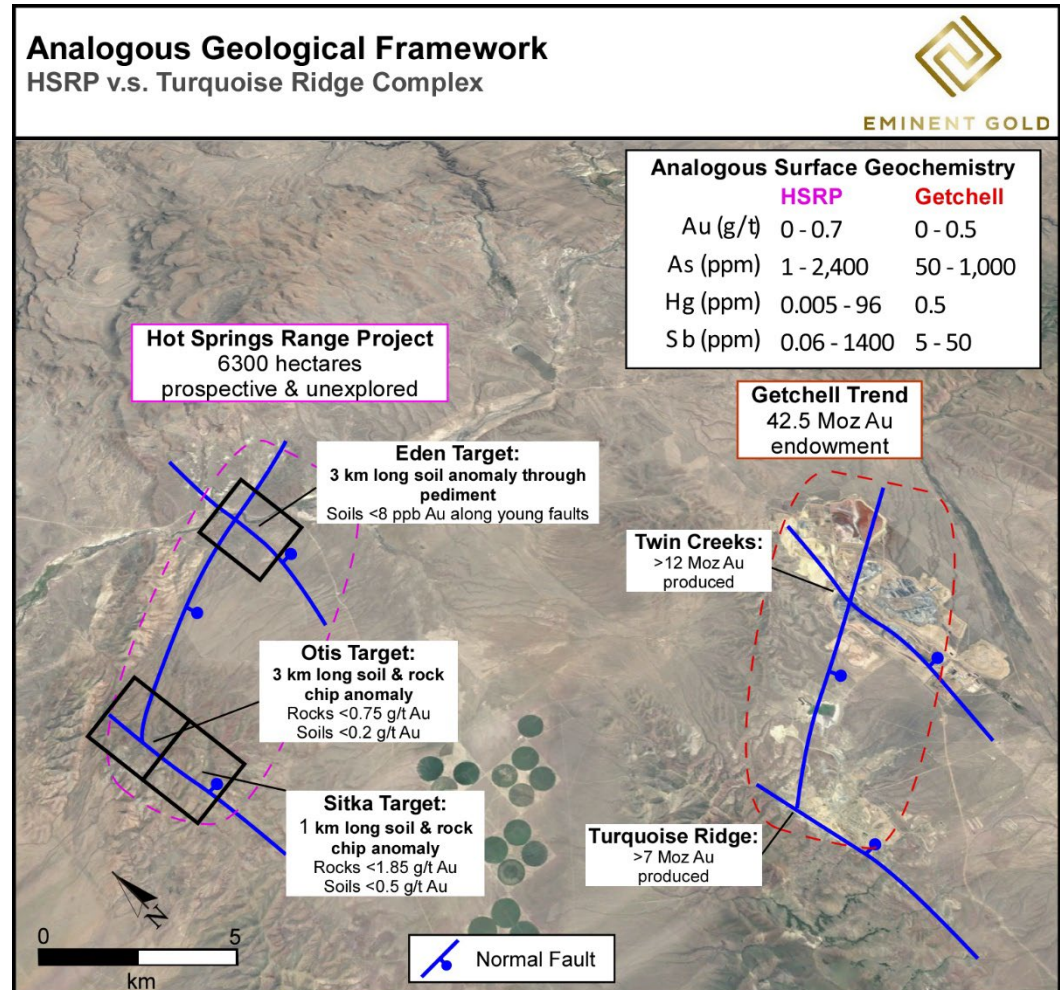 Analogous Geological Framework
HSRP v.s. Turquoise Ridge Complex
EMINENT GOLD
Analogous Surface Geochemistry
HSRP Getchell
Au (g/t) 0 - 0.7 0 - 0.5
As (ppm) 1 - 2,400 50 - 1,000
Hg (ppm) 0.005 - 96 0.5
Sb (ppm) 0.06 - 1400 5 - 50
Hot Springs Range Project
6300 hectares
prospective & unexplored
Getchell Trend
42.5 Moz Au
endowment
Eden Target:
3 km long soil anomaly through
pediment
Soils <8 ppb Au along young faults
Twin Creeks:
>12 Moz Au
produced
Otis Target:
3 km long soil & rock
chip anomaly
Rocks <0.75 g/t Au
Soils <0.2 g/t Au
Sitka Target:
1 km long soil & rock
chip anomaly
Rocks <1.85 g/t Au
Soils <0.5 g/t Au
Turquoise Ridge:
>7 Moz Au
produced
N
0 5
km
Normal Fault